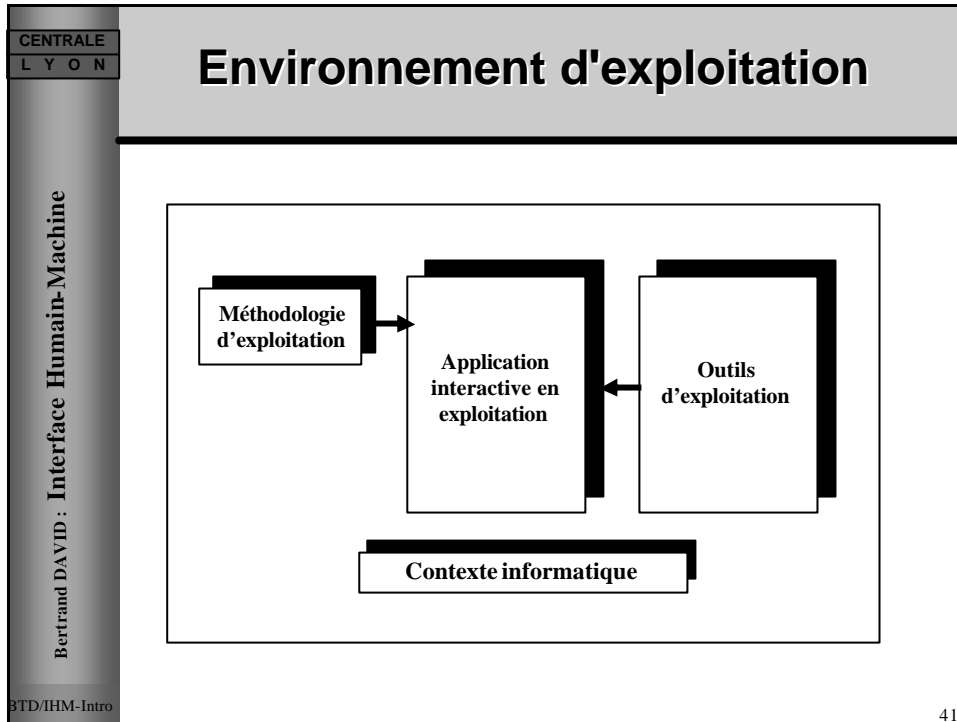 CENTRALE
L Y O N
Environnement d'exploitation
Bertrand DAVID : Interface Humain-Machine
Méthodologie
d'exploitation
Application
interactive en
exploitation
Outils
d'exploitation
Contexte informatique
BTD/IHM-Intro
41